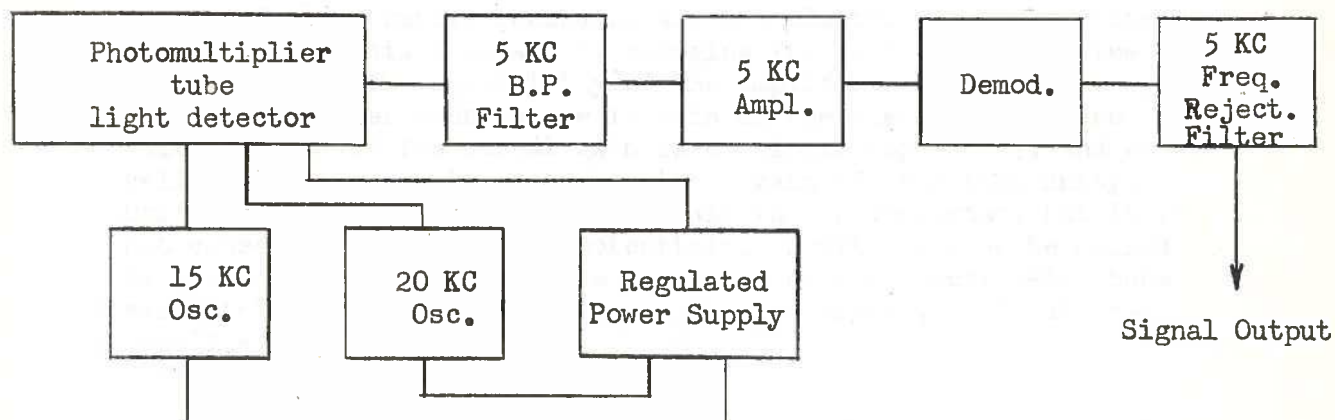 Photomultiplier
tube
light detector
5 KC
B.P.
Filter
5 KC
Ampl.
Demod.
5 KC
Freq.
Reject.
Filter
15 KC
Osc.
20 KC
Osc.
Regulated
Power Supply
Signal Output